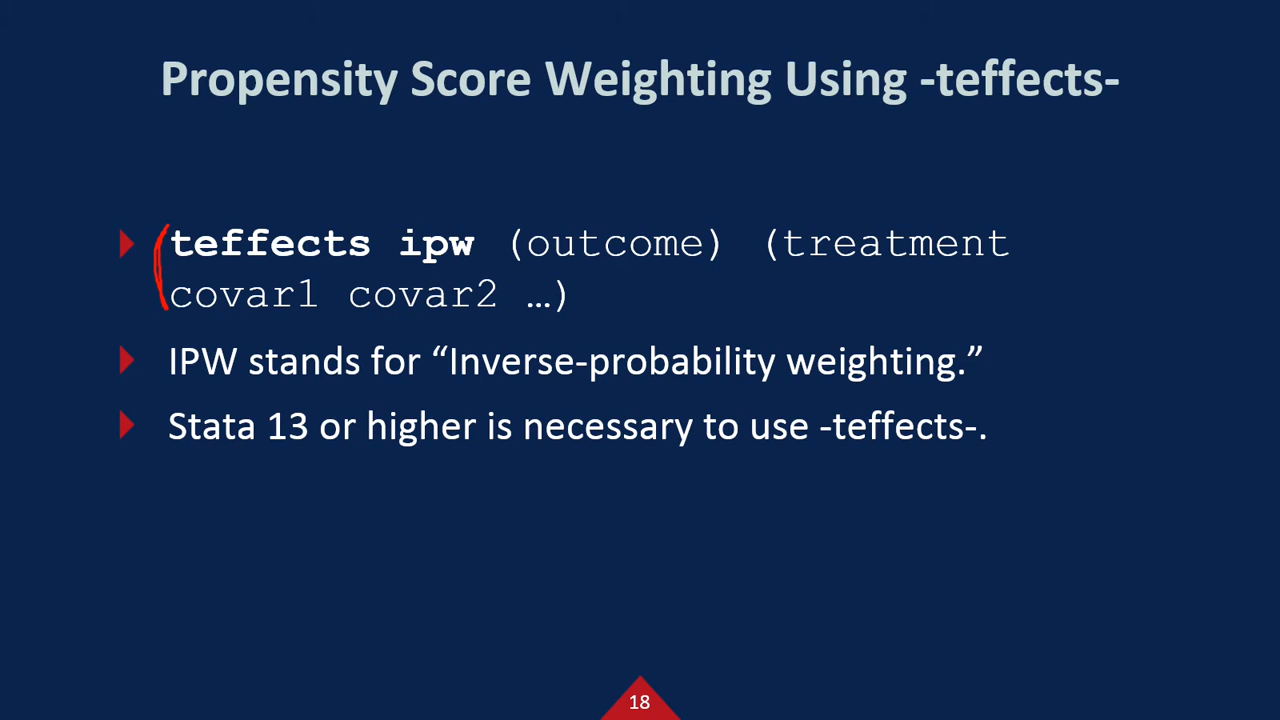 Propensity Score Weighting Using -teffects-
teffects ipw (outcome) (treatment
covar1 covar2 …)
IPW stands for “Inverse-probability weighting.”
Stata 13 or higher is necessary to use -teffects-.
18